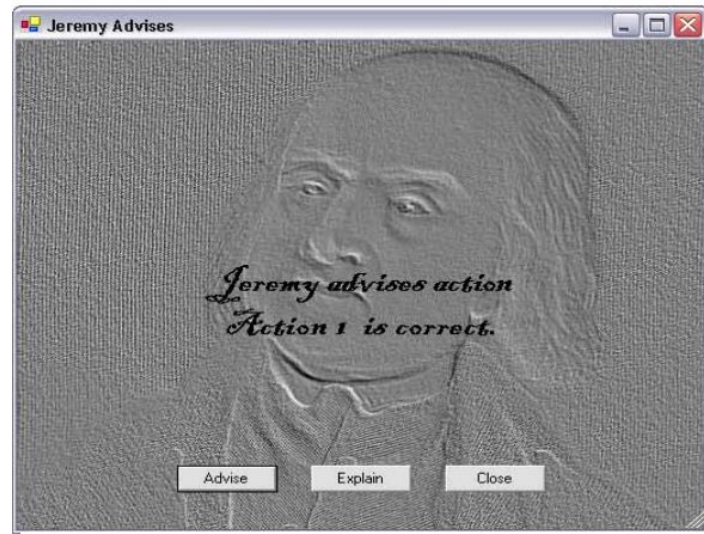 Jeremy Advises
Jeremy advises action
Action 1 is correct.
Advise Explain Close